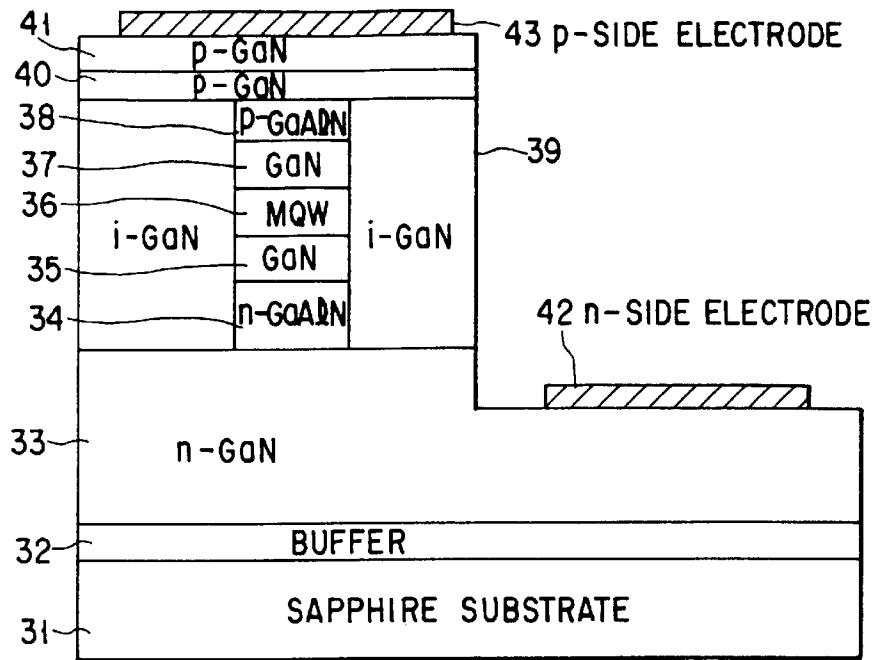 41
p-GaN
43 p-SIDE ELECTRODE
40
p-GaN
38
p-GaAlN
39
37
GaN
36
MQW
i-GaN
i-GaN
35
GaN
34
n-GaAlN
42 n-SIDE ELECTRODE
33
n-GaN
32
BUFFER
31
SAPPHIRE SUBSTRATE